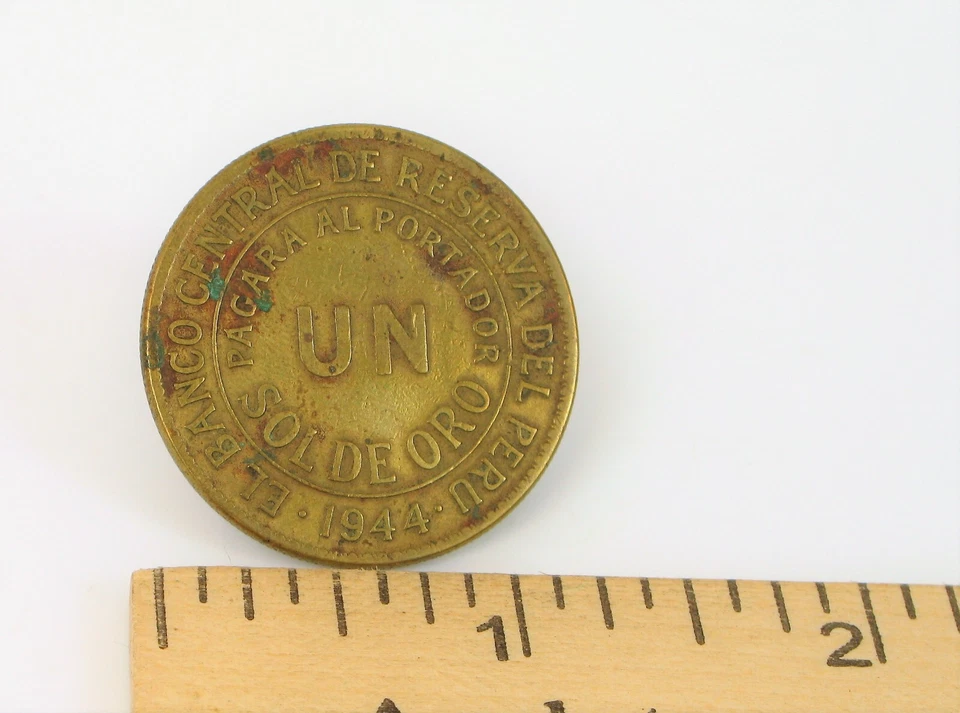 EL BANCO CENTRAL DE RESERVA DEL PERU
PAGARA AL PORTADOR
UN
SOL DE ORO
· 1944 ·
1
2